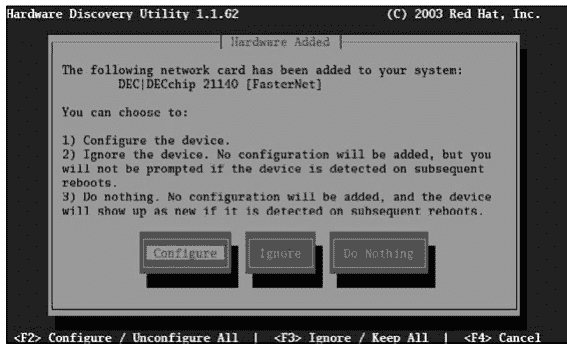 Hardware Discovery Utility 1.1.62 (C) 2003 Red Hat, Inc.
Hardware Added
The following network card has been added to your system:
DEC|DECchip 21140 [FasterNet]
You can choose to:
1) Configure the device.
2) Ignore the device. No configuration will be added, but you
will not be prompted if the device is detected on subsequent
reboots.
3) Do nothing. No configuration will be added, and the device
will show up as new if it is detected on subsequent reboots.
Configure Ignore Do Nothing
<F2> Configure / Unconfigure All | <F3> Ignore / Keep All | <F4> Cancel